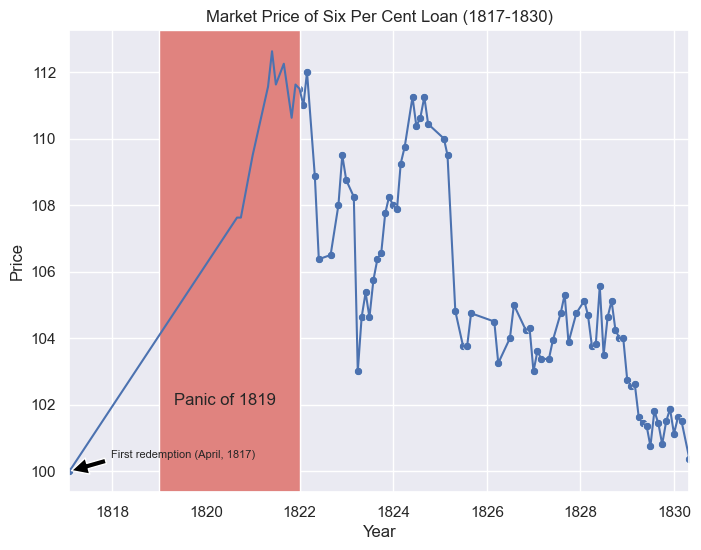 Market Price of Six Per Cent Loan (1817-1830)
112
110
108
106
104
102
100
Price
Panic of 1819
First redemption (April, 1817)
1818
1820
1822
1824
1826
1828
1830
Year